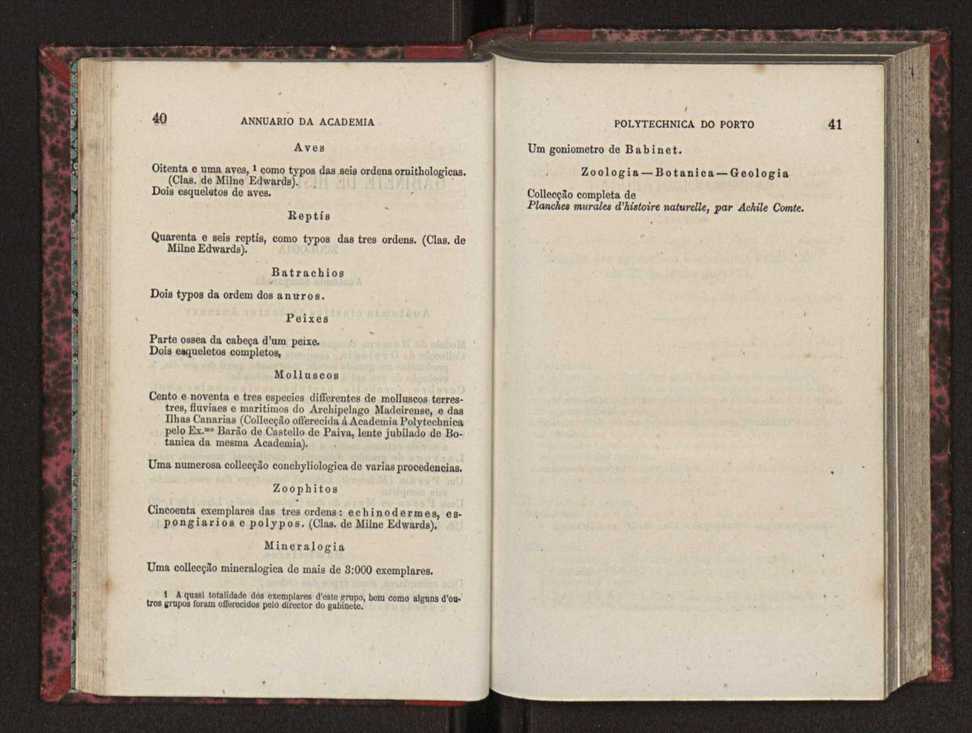 40 ANNUARIO DA ACADEMIA
Aves
Oitenta e uma aves, 1 como typos das seis ordens ornithologicas.
(Clas. de Milne Edwards).
Dois esqueletos de aves.
Reptis
Quarenta e seis reptis, como typos das tres ordens. (Clas. de
Milne Edwards).
Batrachios
Dois typos da ordem dos anuros.
Peixes
Parte ossea da cabeça d'um peixe.
Dois esqueletos completos,
Molluscos
Cento e noventa e tres especies differentes de molluscos terres-
tres, fluviaes e maritimos do Archipelago Madeirense, e das
Ilhas Canarias (Collecção offerecida á Academia Polytechnica
pelo Ex.mo Barão de Castello de Paiva, lente jubilado de Bo-
tanica da mesma Academia).
Uma numerosa collecção conchyliologica de varias procedencias.
Zoophitos
Cincoenta exemplares das tres ordens: echinodermes, es-
pongiarios e polypos. (Clas. de Milne Edwards).
Mineralogia
Uma collecção mineralogica de mais de 3:000 exemplares.
1 A quasi totalidade dos exemplares d'este grupo, bem como alguns d'ou-
tros grupos foram offerecidos pelo director do gabinete.
POLYTECHNICA DO PORTO 41
Um goniometro de Babinet.
Zoologia—Botanica—Geologia
Collecção completa de
Planches murales d'histoire naturelle, par Achile Comte.